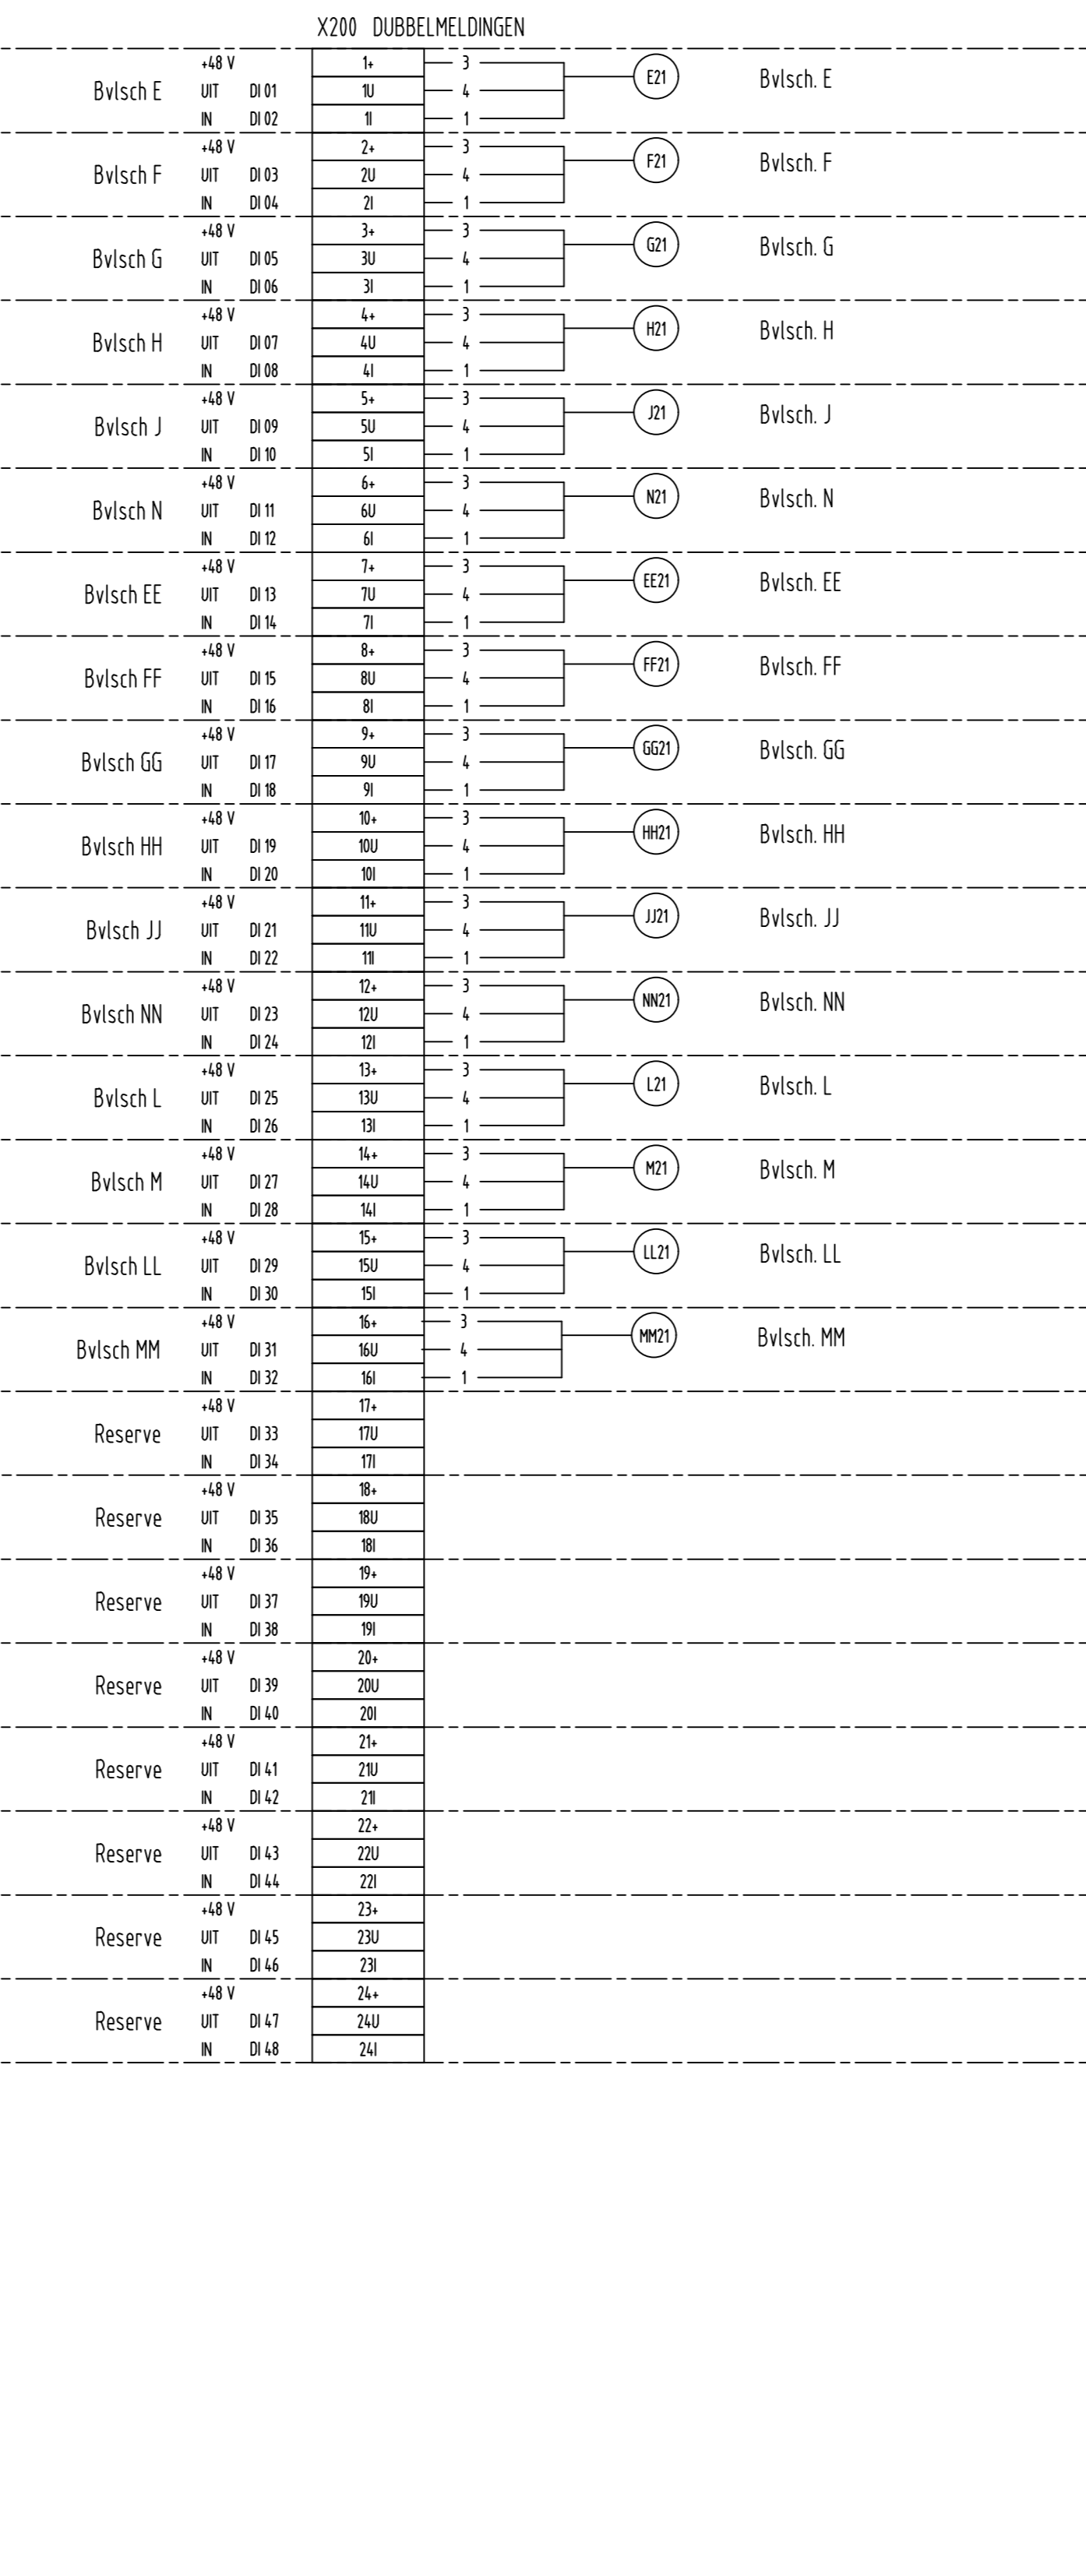 X200 DUBBELMELDINGEN
+48 V 1+ 3
Bvlsch E UIT DI 01 1U 4 E21 Bvlsch. E
IN DI 02 1I 1
+48 V 2+ 3
Bvlsch F UIT DI 03 2U 4 F21 Bvlsch. F
IN DI 04 2I 1
+48 V 3+ 3
Bvlsch G UIT DI 05 3U 4 G21 Bvlsch. G
IN DI 06 3I 1
+48 V 4+ 3
Bvlsch H UIT DI 07 4U 4 H21 Bvlsch. H
IN DI 08 4I 1
+48 V 5+ 3
Bvlsch J UIT DI 09 5U 4 J21 Bvlsch. J
IN DI 10 5I 1
+48 V 6+ 3
Bvlsch N UIT DI 11 6U 4 N21 Bvlsch. N
IN DI 12 6I 1
+48 V 7+ 3
Bvlsch EE UIT DI 13 7U 4 EE21 Bvlsch. EE
IN DI 14 7I 1
+48 V 8+ 3
Bvlsch FF UIT DI 15 8U 4 FF21 Bvlsch. FF
IN DI 16 8I 1
+48 V 9+ 3
Bvlsch GG UIT DI 17 9U 4 GG21 Bvlsch. GG
IN DI 18 9I 1
+48 V 10+ 3
Bvlsch HH UIT DI 19 10U 4 HH21 Bvlsch. HH
IN DI 20 10I 1
+48 V 11+ 3
Bvlsch JJ UIT DI 21 11U 4 JJ21 Bvlsch. JJ
IN DI 22 11I 1
+48 V 12+ 3
Bvlsch NN UIT DI 23 12U 4 NN21 Bvlsch. NN
IN DI 24 12I 1
+48 V 13+ 3
Bvlsch L UIT DI 25 13U 4 L21 Bvlsch. L
IN DI 26 13I 1
+48 V 14+ 3
Bvlsch M UIT DI 27 14U 4 M21 Bvlsch. M
IN DI 28 14I 1
+48 V 15+ 3
Bvlsch LL UIT DI 29 15U 4 LL21 Bvlsch. LL
IN DI 30 15I 1
+48 V 16+ 3
Bvlsch MM UIT DI 31 16U 4 MM21 Bvlsch. MM
IN DI 32 16I 1
+48 V 17+
Reserve UIT DI 33 17U
IN DI 34 17I
+48 V 18+
Reserve UIT DI 35 18U
IN DI 36 18I
+48 V 19+
Reserve UIT DI 37 19U
IN DI 38 19I
+48 V 20+
Reserve UIT DI 39 20U
IN DI 40 20I
+48 V 21+
Reserve UIT DI 41 21U
IN DI 42 21I
+48 V 22+
Reserve UIT DI 43 22U
IN DI 44 22I
+48 V 23+
Reserve UIT DI 45 23U
IN DI 46 23I
+48 V 24+
Reserve UIT DI 47 24U
IN DI 48 24I